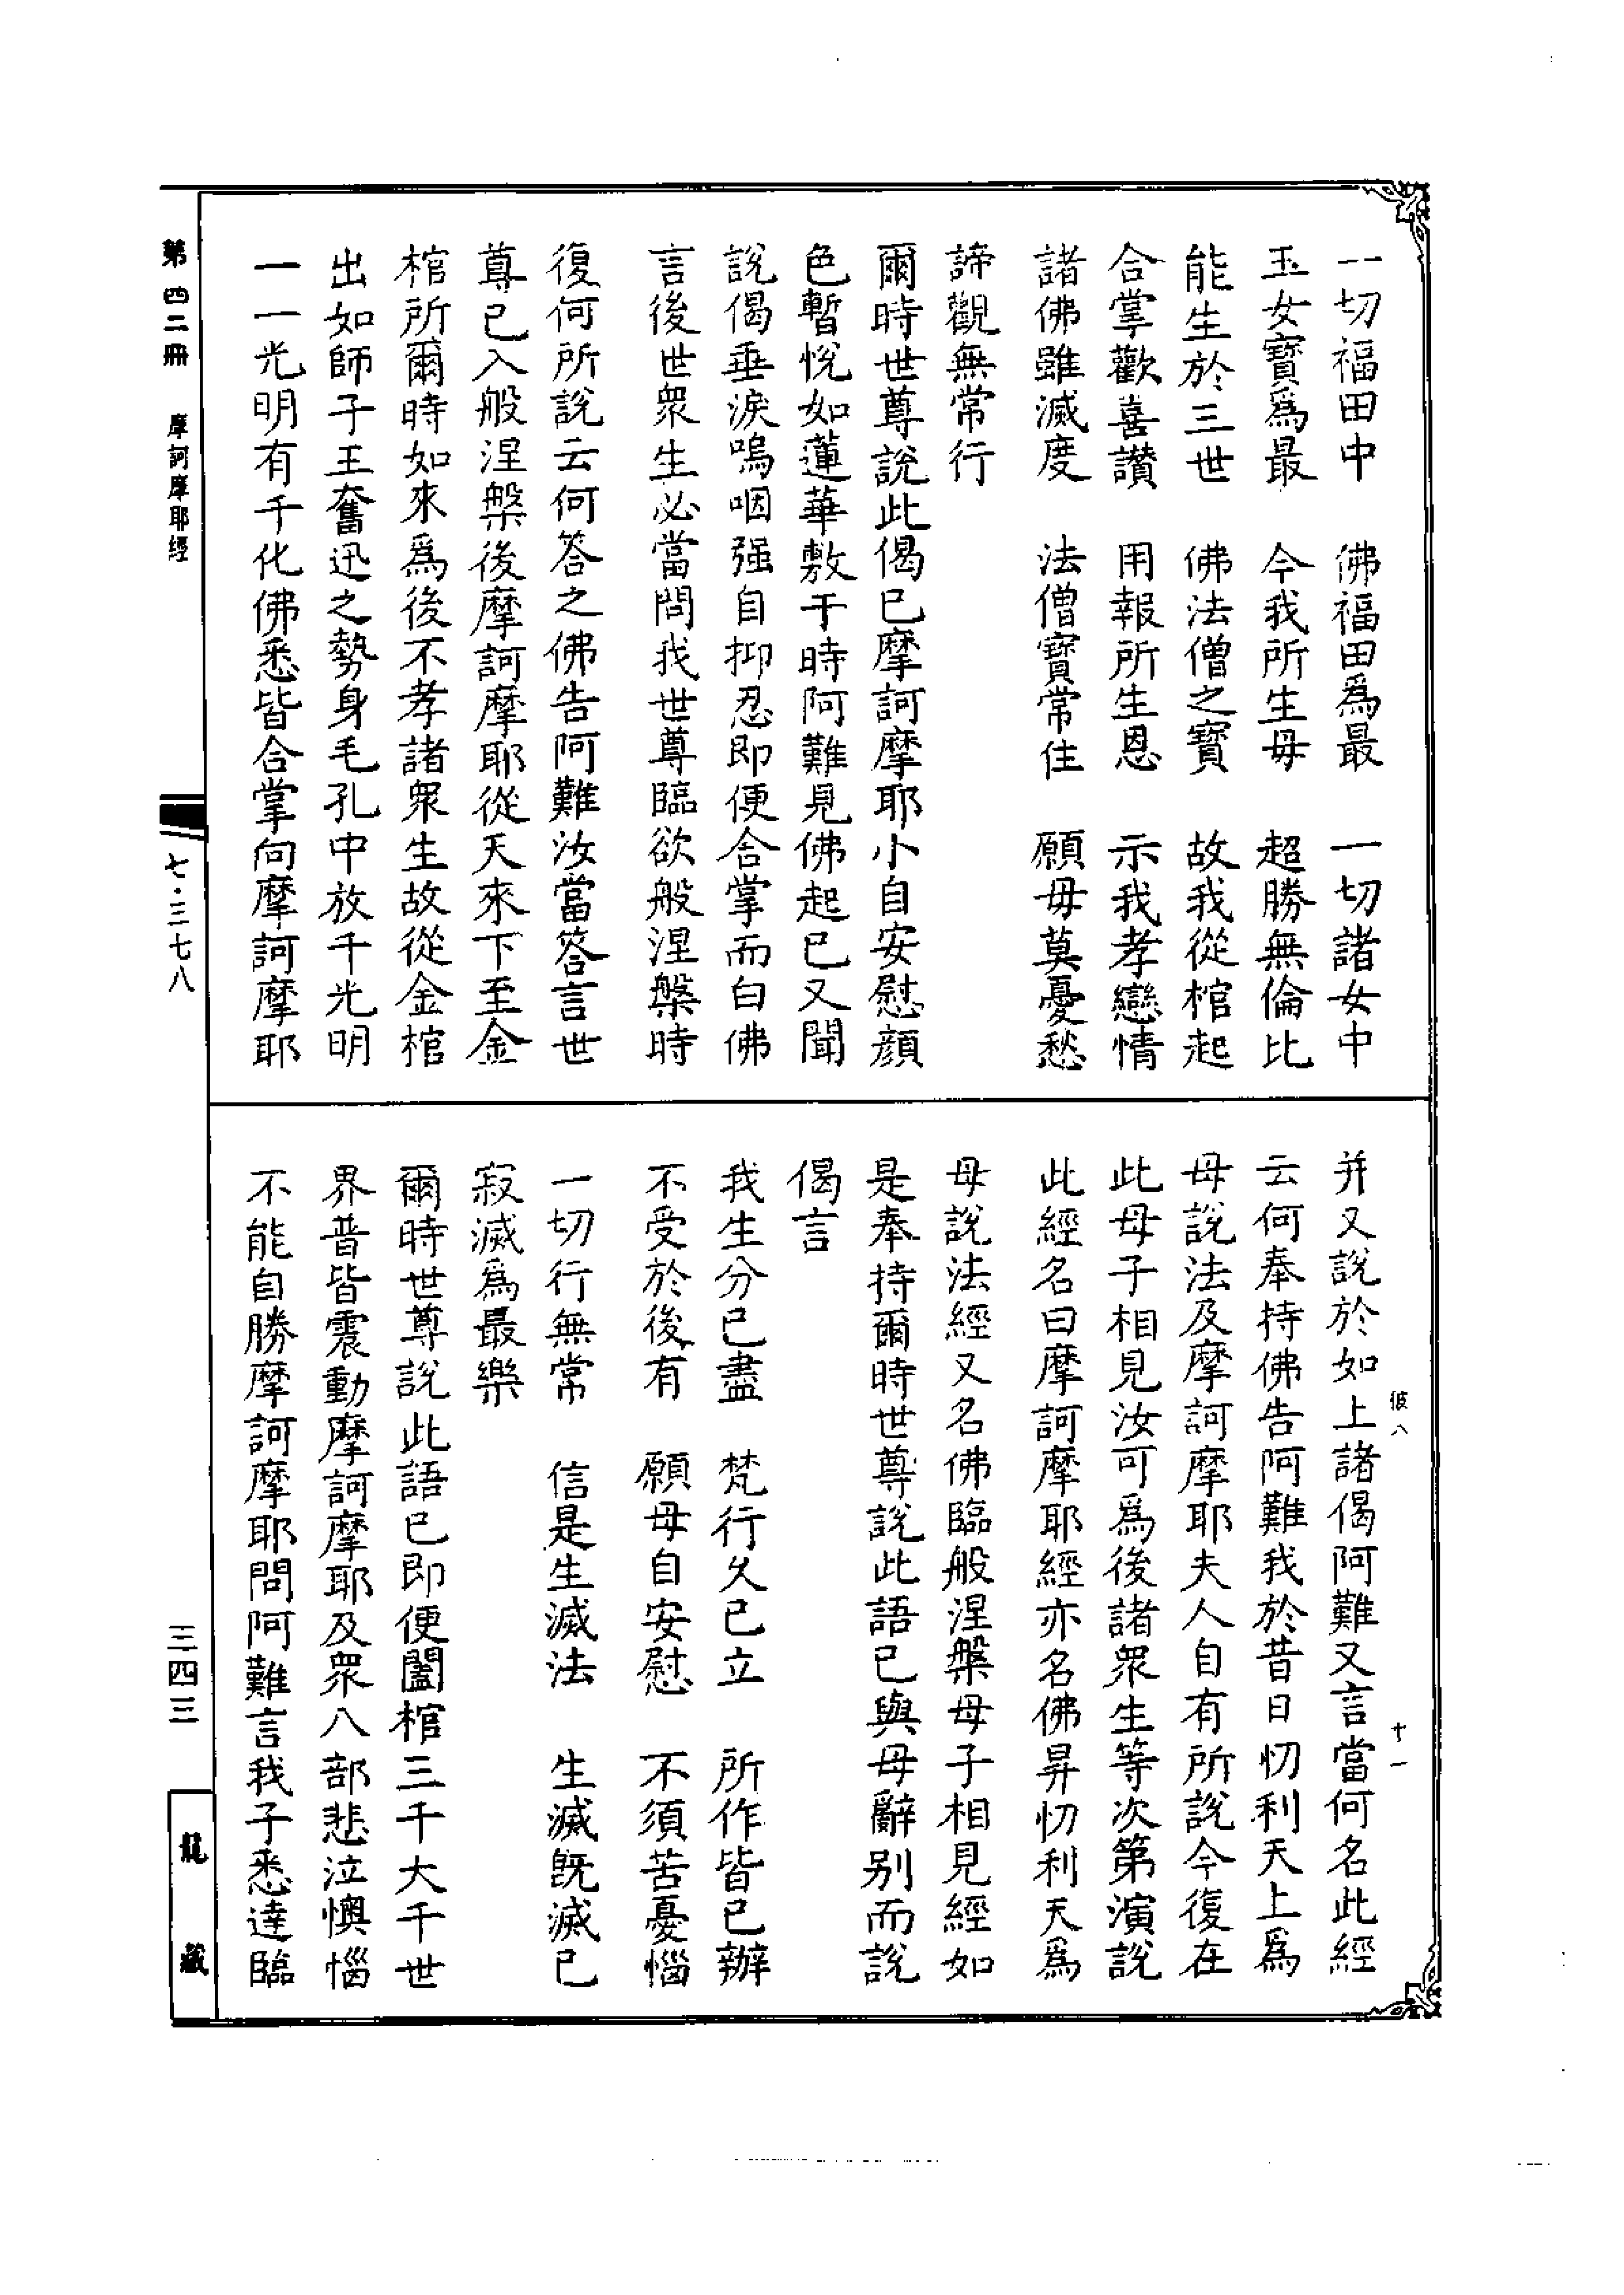 一切福田中　佛福田爲最　一切諸女中
玉女寶爲最　今我所生母　超勝無倫比
能生於三世　佛法僧之寶　故我從棺起
合掌歡喜讚　用報所生恩　示我孝戀情
諸佛雖滅度　法僧寶常住　願母莫憂愁
諦觀無常行
爾時世尊說此偈已摩訶摩耶小自安慰顏
色暫悅如蓮華敷于時阿難見佛起已又聞
說偈垂淚嗚咽强自抑忍即便合掌而白佛
言後世衆生必當問我世尊臨欲般涅槃時
復何所說云何答之佛告阿難汝當答言世
尊已入般涅槃後摩訶摩耶從天來下至金
棺所爾時如來爲後不孝諸衆生故從金棺
出如師子王奮迅之勢身毛孔中放千光明
一一光明有千化佛悉皆合掌向摩訶摩耶
并又說於如上諸偈阿難又言當何名此經
云何奉持佛告阿難我於昔日忉利天上爲
母說法及摩訶摩耶夫人自有所說今復在
此母子相見汝可爲後諸衆生等次第演說
此經名曰摩訶摩耶經亦名佛昇忉利天爲
母說法經又名佛臨般涅槃母子相見經如
是奉持爾時世尊說此語已與母辭别而說
偈言
我生分已盡　梵行久已立　所作皆已辦
不受於後有　願母自安慰　不須苦憂惱
一切行無常　信是生滅法　生滅旣滅已
寂滅爲最樂
爾時世尊說此語已即便闔棺三千大千世
界普皆震動摩訶摩耶及衆八部悲泣懊惱
不能自勝摩訶摩耶問阿難言我子悉達臨
彼八
十一
第四二冊　摩訶摩耶經
七·三七八
三四三
龍藏